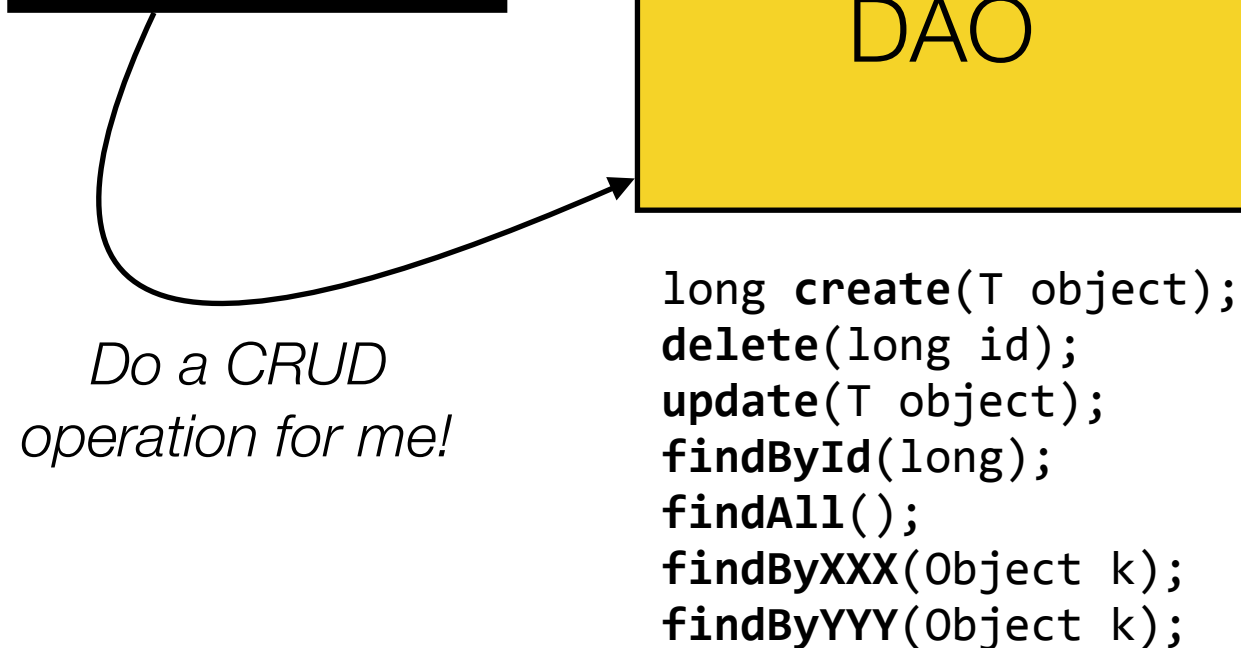 DAO
Do a CRUD
operation for me!
long create(T object);
delete(long id);
update(T object);
findById(long);
findAll();
findByXXX(Object k);
findByYYY(Object k);